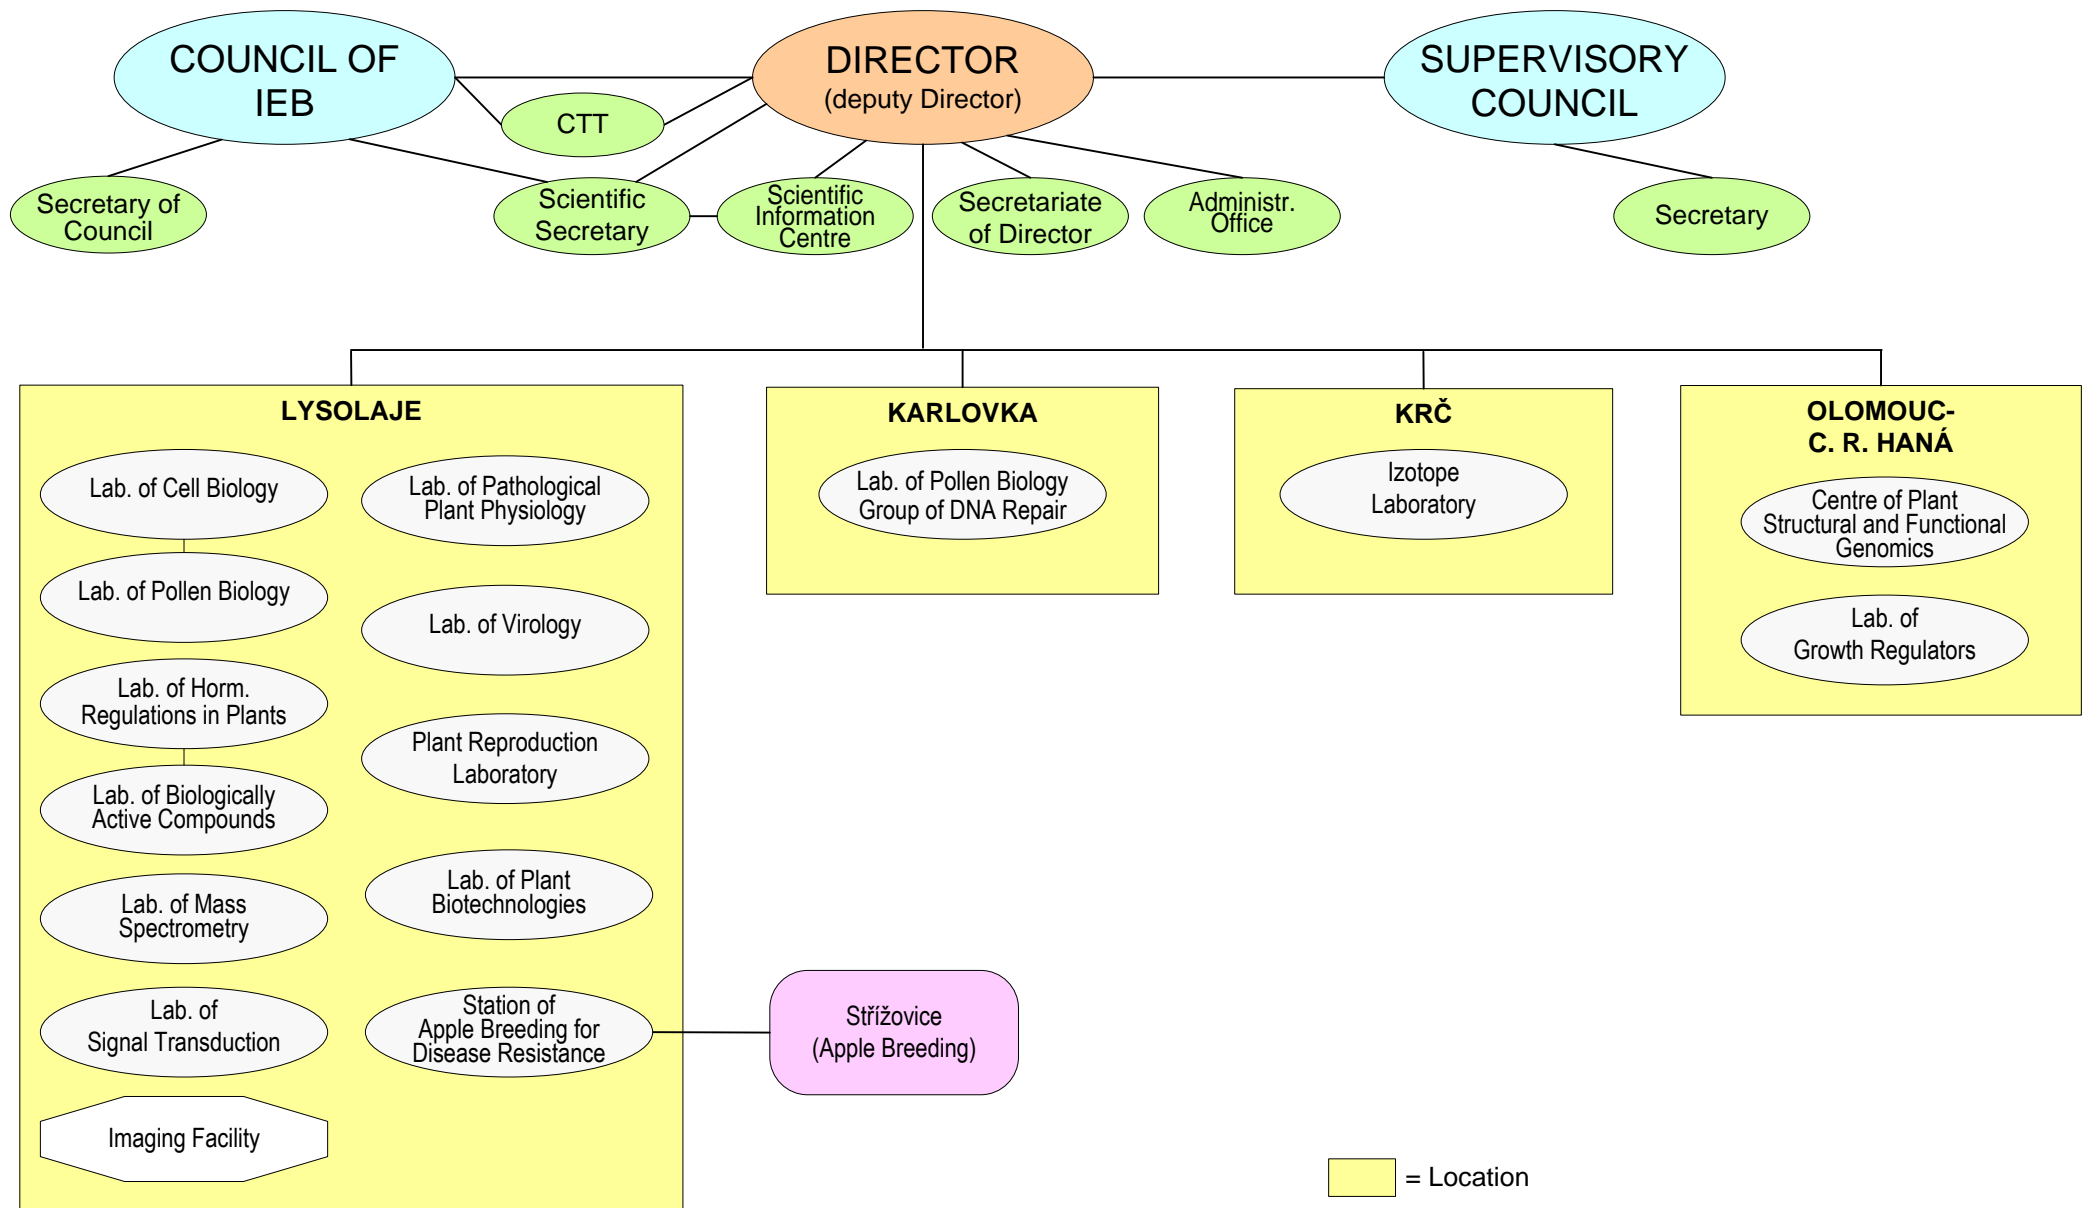 COUNCIL OF
IEB
DIRECTOR
(deputy Director)
SUPERVISORY
COUNCIL
CTT
Secretary of
Council
Scientific
Secretary
Scientific
Information
Centre
Secretariate
of Director
Administr.
Office
Secretary
LYSOLAJE
Lab. of Cell Biology
Lab. of Pollen Biology
Lab. of Horm.
Regulations in Plants
Lab. of Biologically
Active Compounds
Lab. of Mass
Spectrometry
Lab. of
Signal Transduction
Imaging Facility
Lab. of Pathological
Plant Physiology
Lab. of Virology
Plant Reproduction
Laboratory
Lab. of Plant
Biotechnologies
Station of
Apple Breeding for
Disease Resistance
Střížovice
(Apple Breeding)
KARLOVKA
Lab. of Pollen Biology
Group of DNA Repair
KRČ
Izotope
Laboratory
OLOMOUC-
C. R. HANÁ
Centre of Plant
Structural and Functional
Genomics
Lab. of
Growth Regulators
= Location